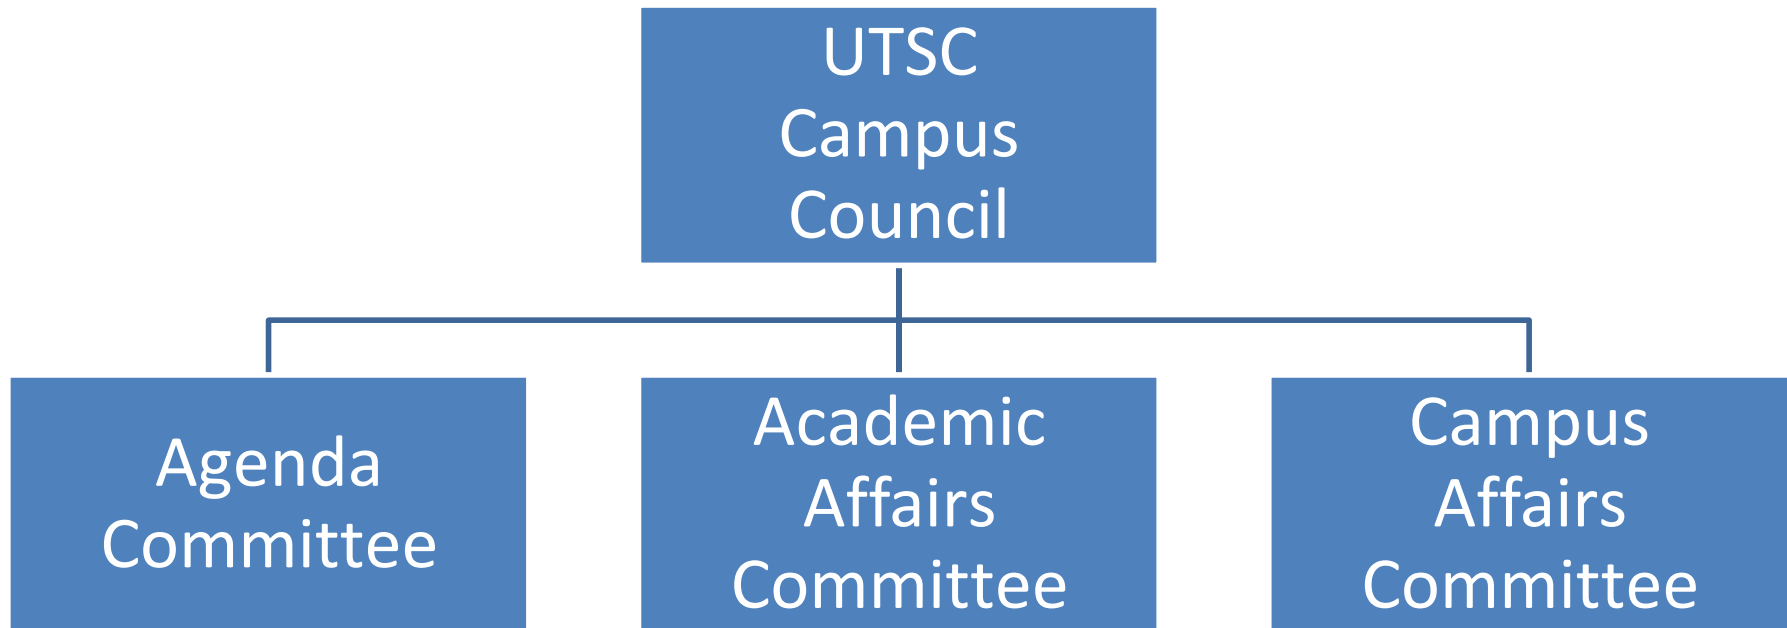 UTSC
Campus
Council
Agenda
Committee
Academic
Affairs
Committee
Campus
Affairs
Committee